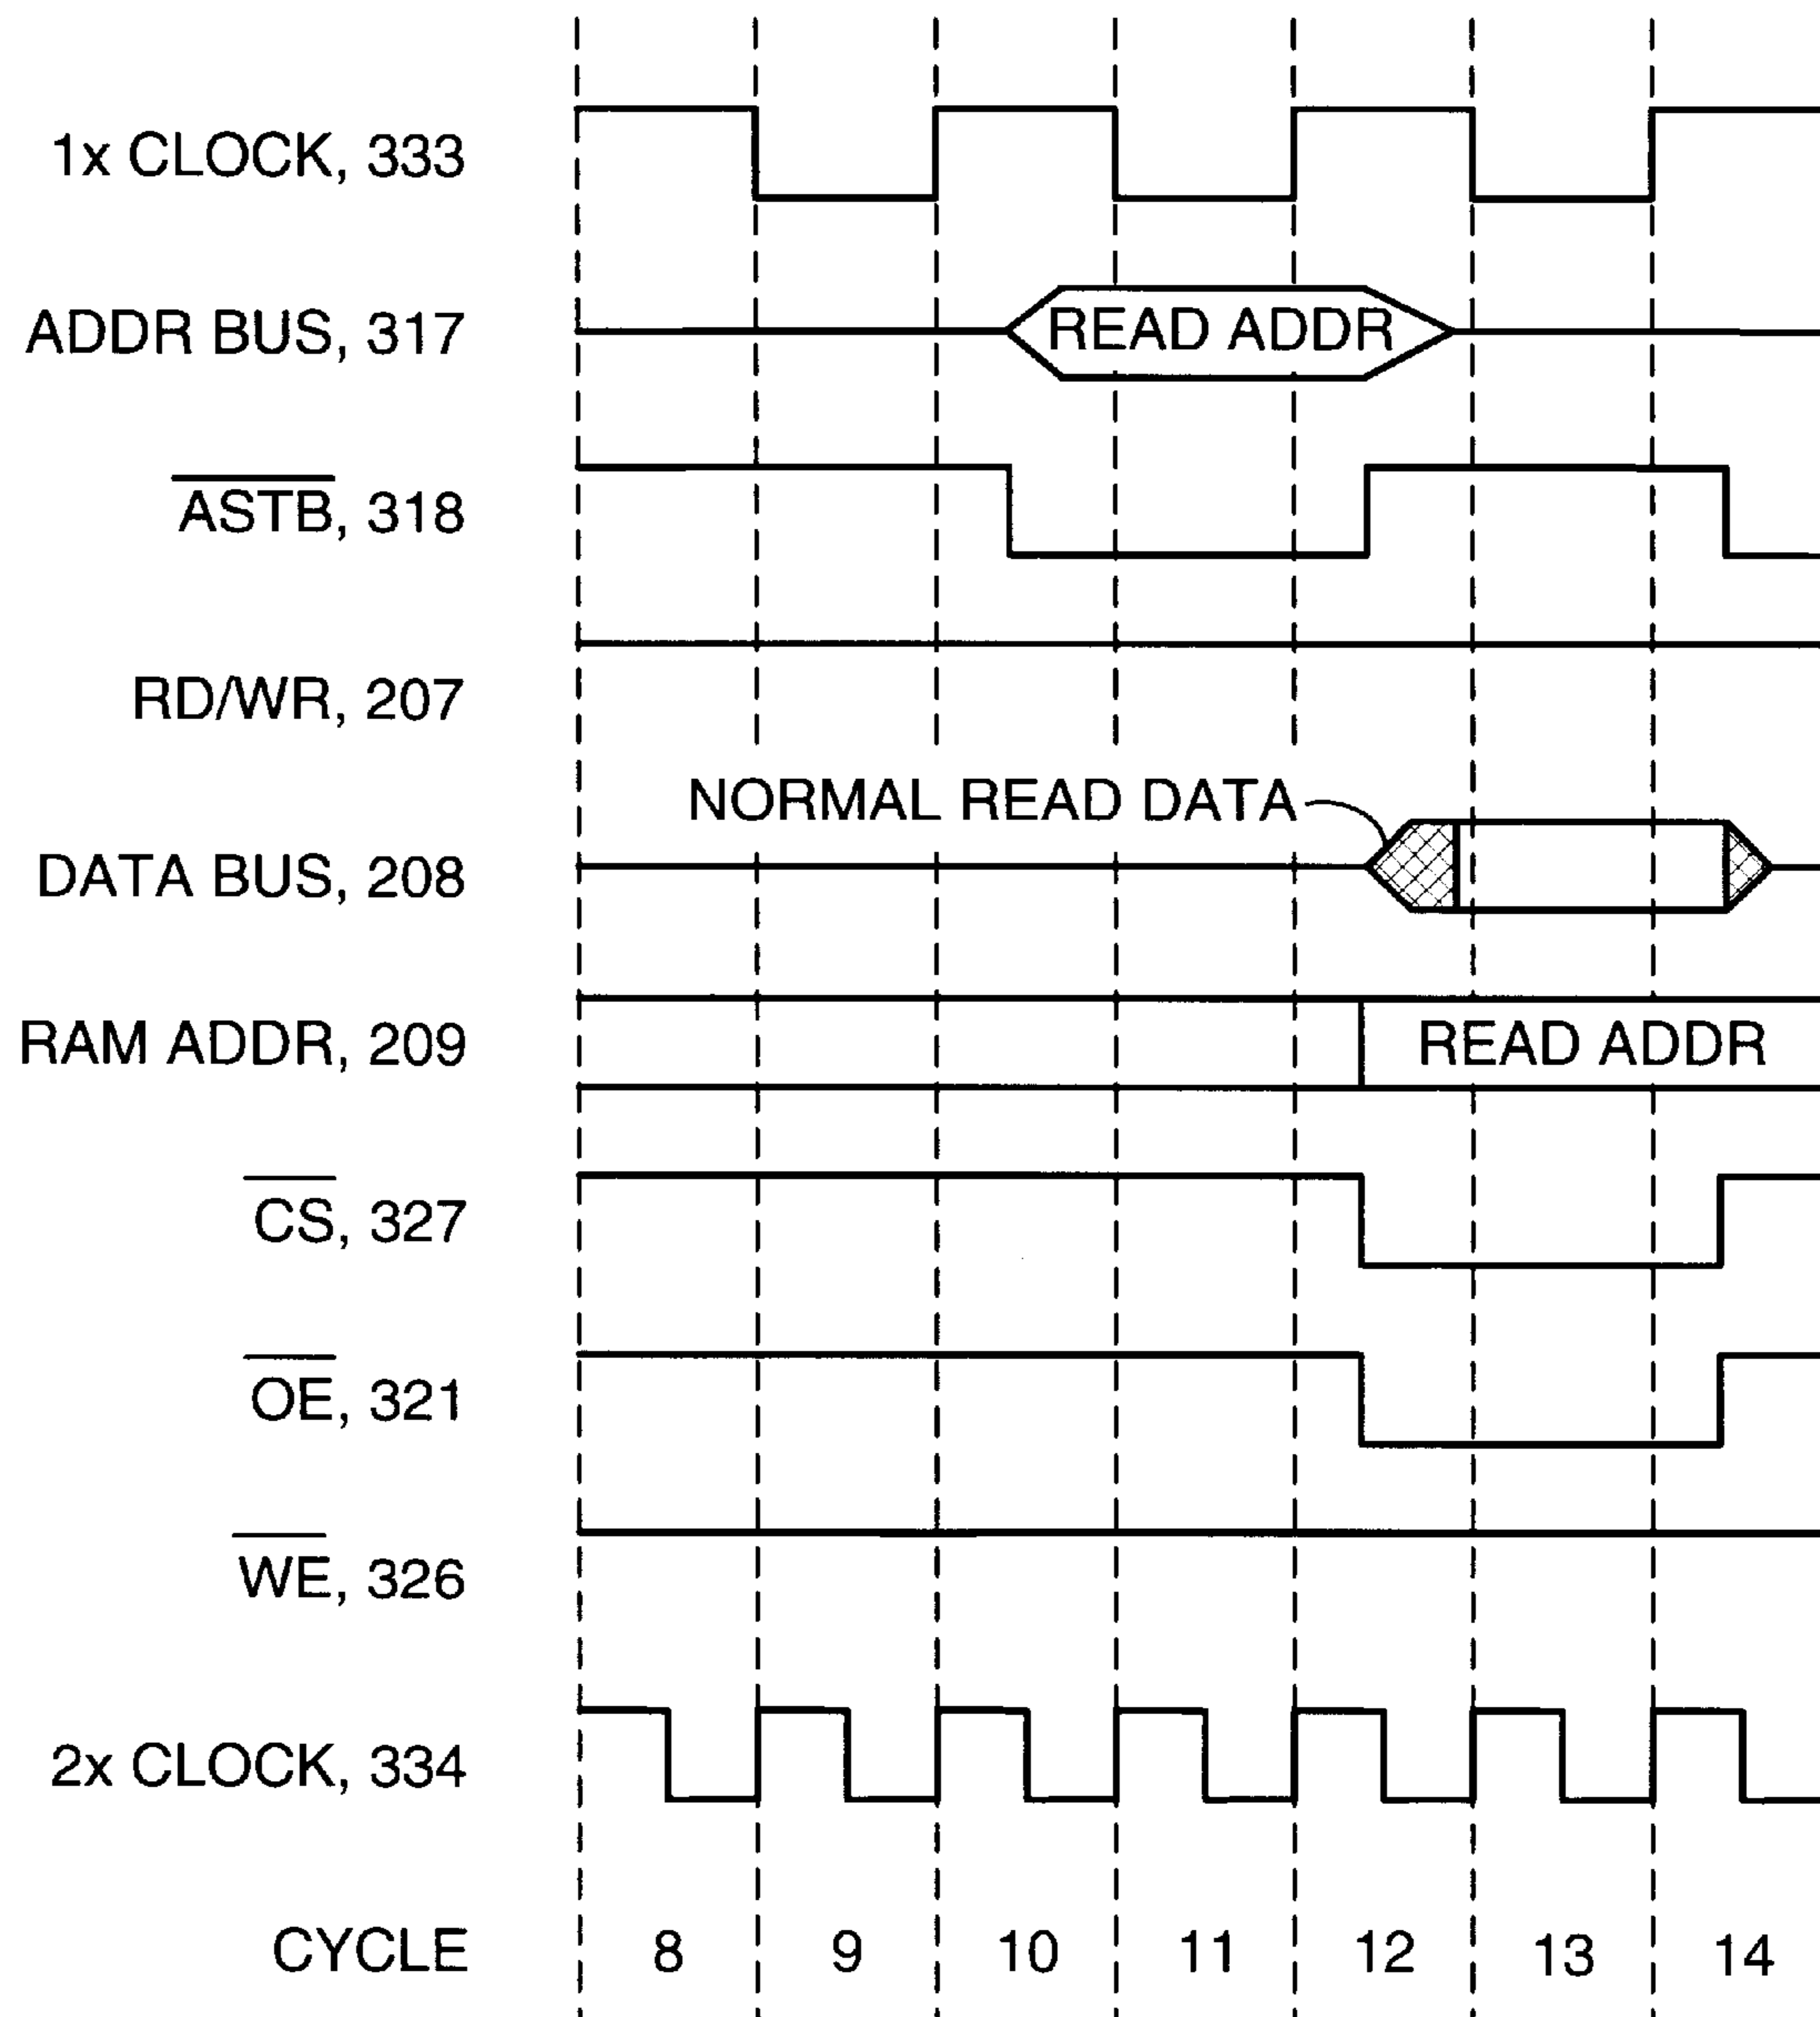 1x CLOCK, 333
ADDR BUS, 317
READ ADDR
ASTB, 318
RD/WR, 207
NORMAL READ DATA
DATA BUS, 208
RAM ADDR, 209
READ ADDR
CS, 327
OE, 321
WE, 326
2x CLOCK, 334
CYCLE 8 9 10 11 12 13 14